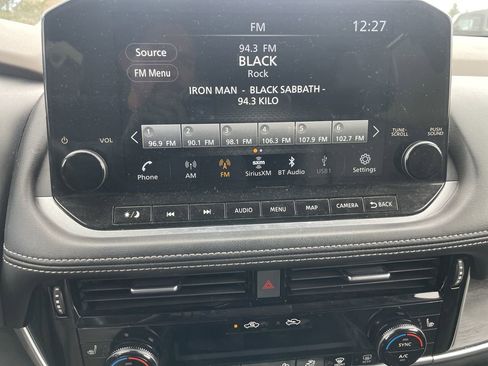 FM
12:27
Source
94.3 FM
BLACK
FM Menu
Rock
IRON MAN - BLACK SABBATH -
94.3 KILO
VOL
TUNE·SCROLL
PUSH SOUND
1 2 3 4 5 6
96.9 FM 90.1 FM 98.1 FM 106.3 FM 107.9 FM 102.7 FM
Phone AM FM SiriusXM BT Audio USB1 Settings
sxm
AUDIO MENU MAP CAMERA BACK
SYNC
A/C